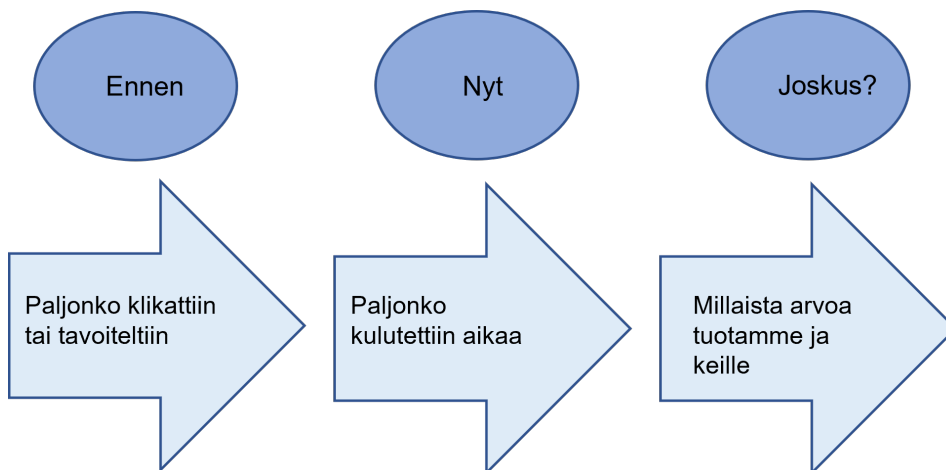 Ennen
Nyt
Joskus?
Paljonko klikattiin
tai tavoiteltiin
Paljonko
kulutettiin aikaa
Millaista arvoa
tuotamme ja
keille